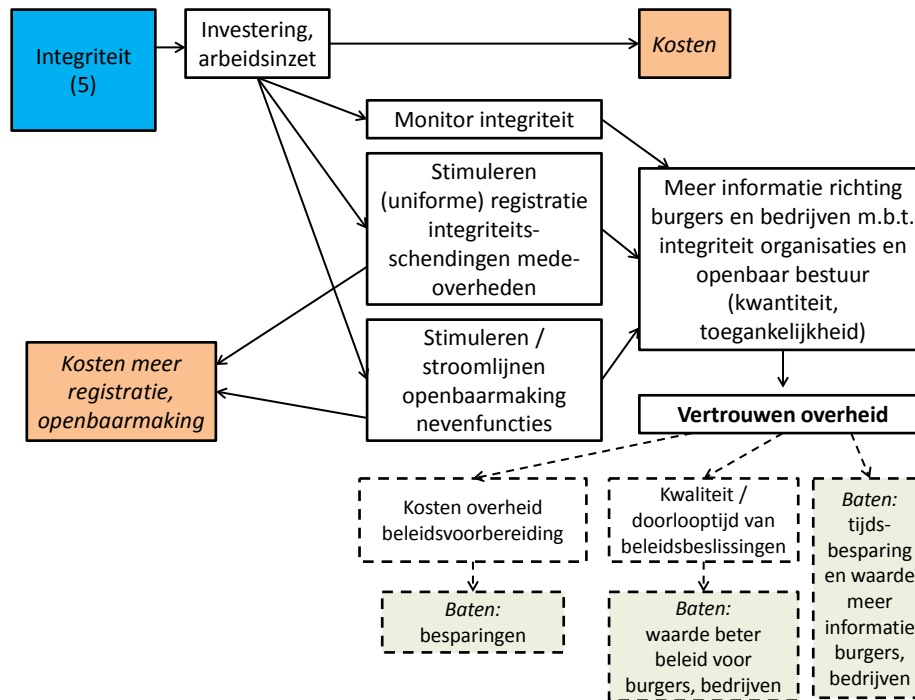 Integriteit
(5)
Investering,
arbeidsinzet
Kosten
Monitor integriteit
Stimuleren
(uniforme) registratie
integriteits-
schendingen mede-
overheden
Meer informatie richting
burgers en bedrijven m.b.t.
integriteit organisaties en
openbaar bestuur
(kwantiteit,
toegankelijkheid)
Kosten meer
registratie,
openbaarmaking
Stimuleren /
stroomlijnen
openbaarmaking
nevenfuncties
Vertrouwen overheid
Kosten overheid
beleidsvoorbereiding
Kwaliteit /
doorlooptijd van
beleidsbeslissingen
Baten:
tijds-
besparing
en waarde
meer
informatie
burgers,
bedrijven
Baten:
besparingen
Baten:
waarde beter
beleid voor
burgers, bedrijven